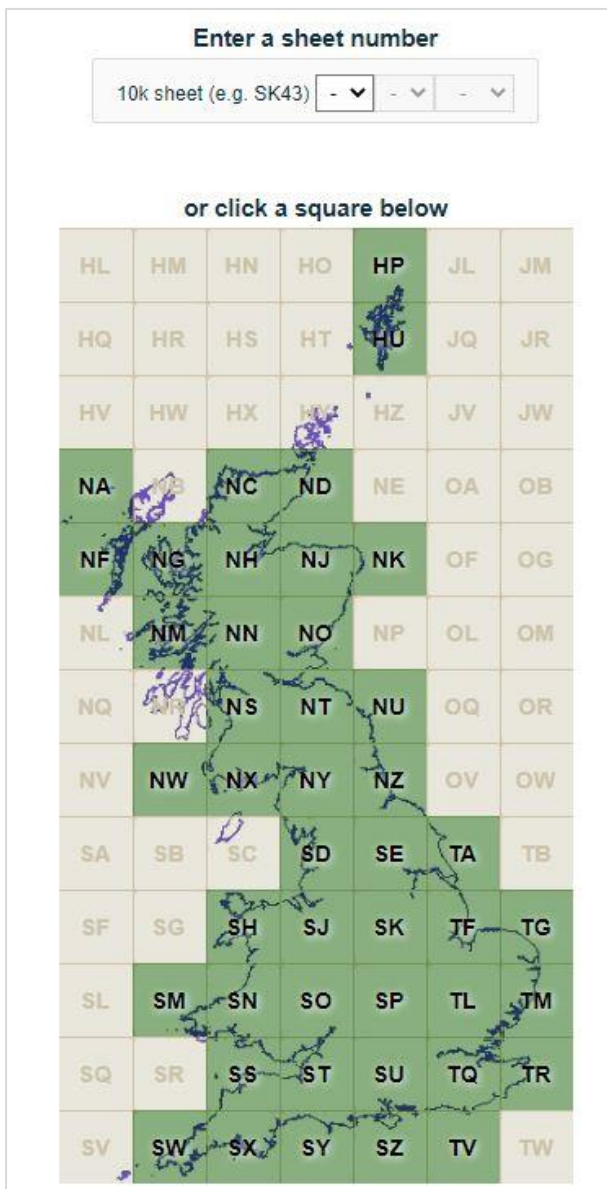 Enter a sheet number
10k sheet (e.g. SK43) - - -
or click a square below
HL HM HN HO HP JL JM
HQ HR HS HT HU JQ JR
HV HW HX HY HZ JV JW
NA NB NC ND NE OA OB
NF NG NH NJ NK OF OG
NL NM NN NO NP OL OM
NQ NR NS NT NU OQ OR
NV NW NX NY NZ OV OW
SA SB SC SD SE TA TB
SF SG SH SJ SK TF TG
SL SM SN SO SP TL TM
SQ SR SS ST SU TQ TR
SV SW SX SY SZ TV TW